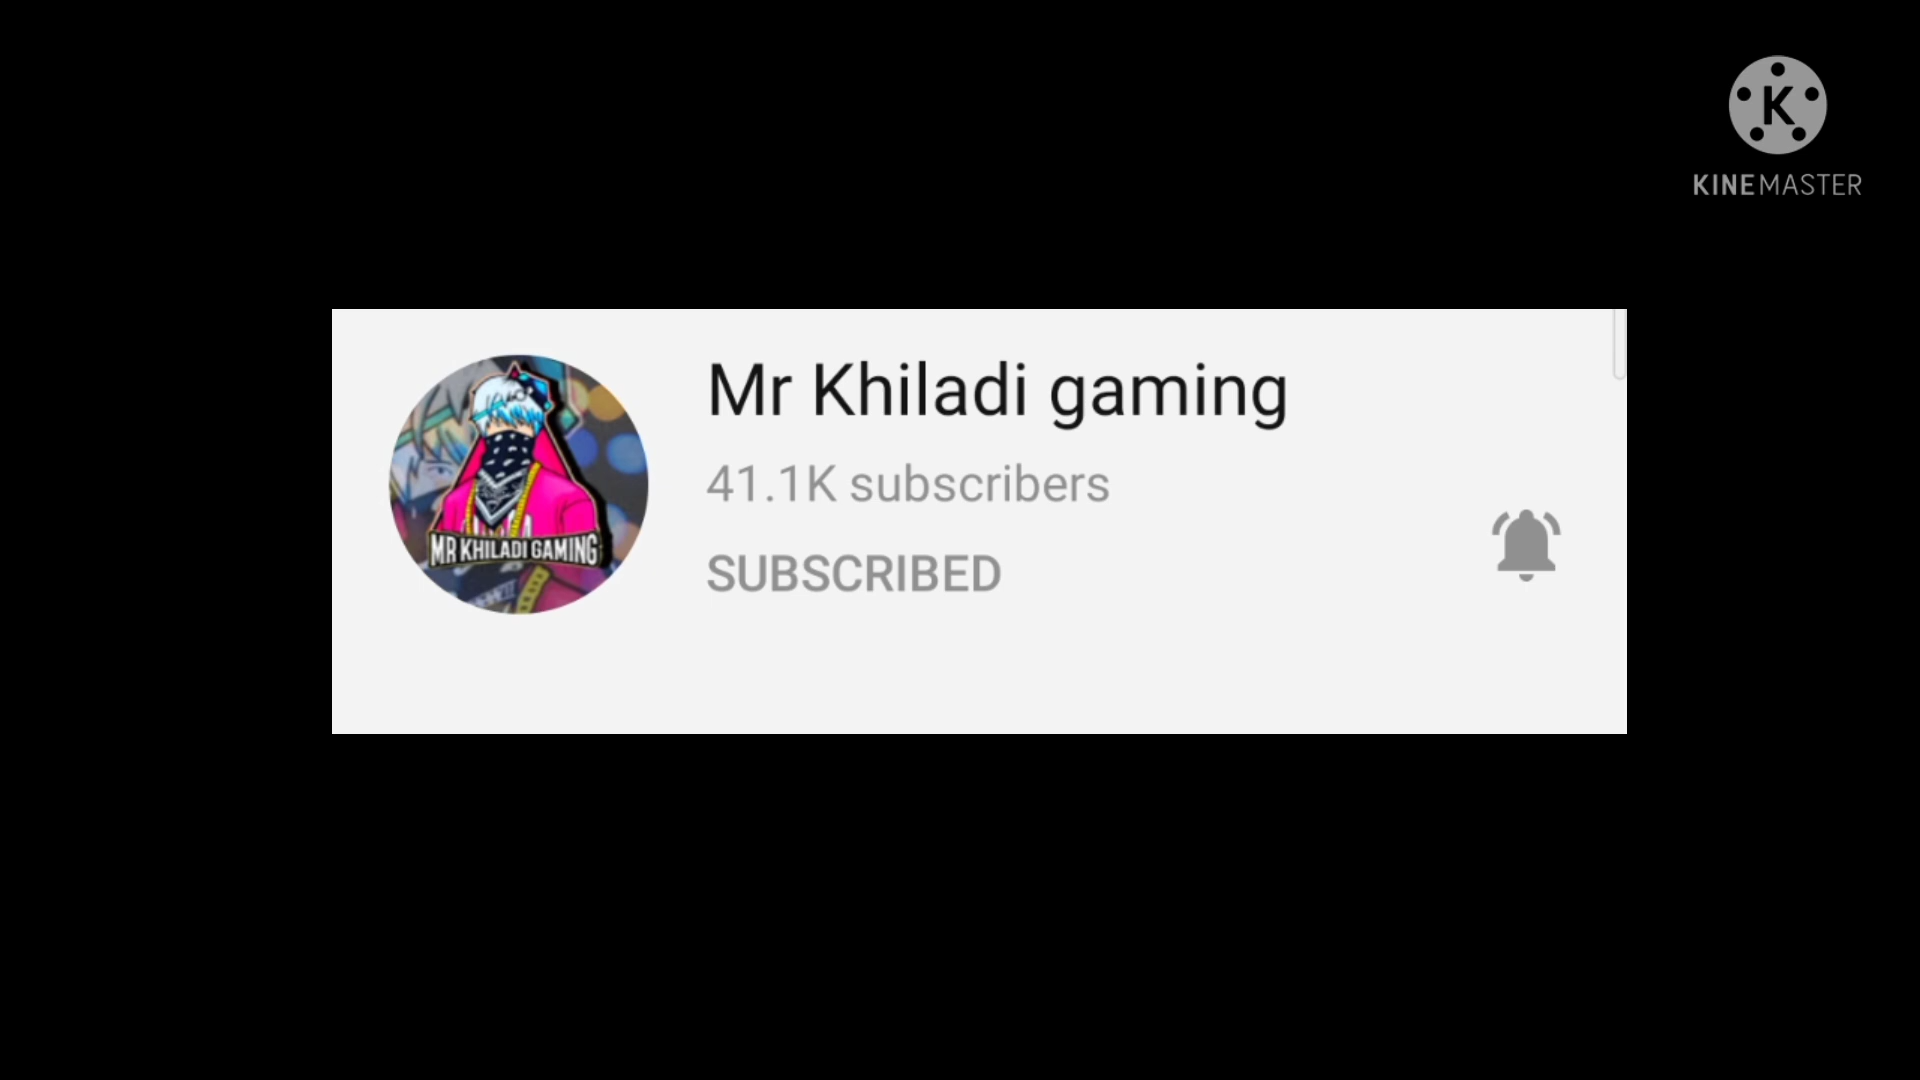 K
KINEMASTER
Mr Khiladi gaming
41.1K subscribers
SUBSCRIBED
MR KHILADI GAMING